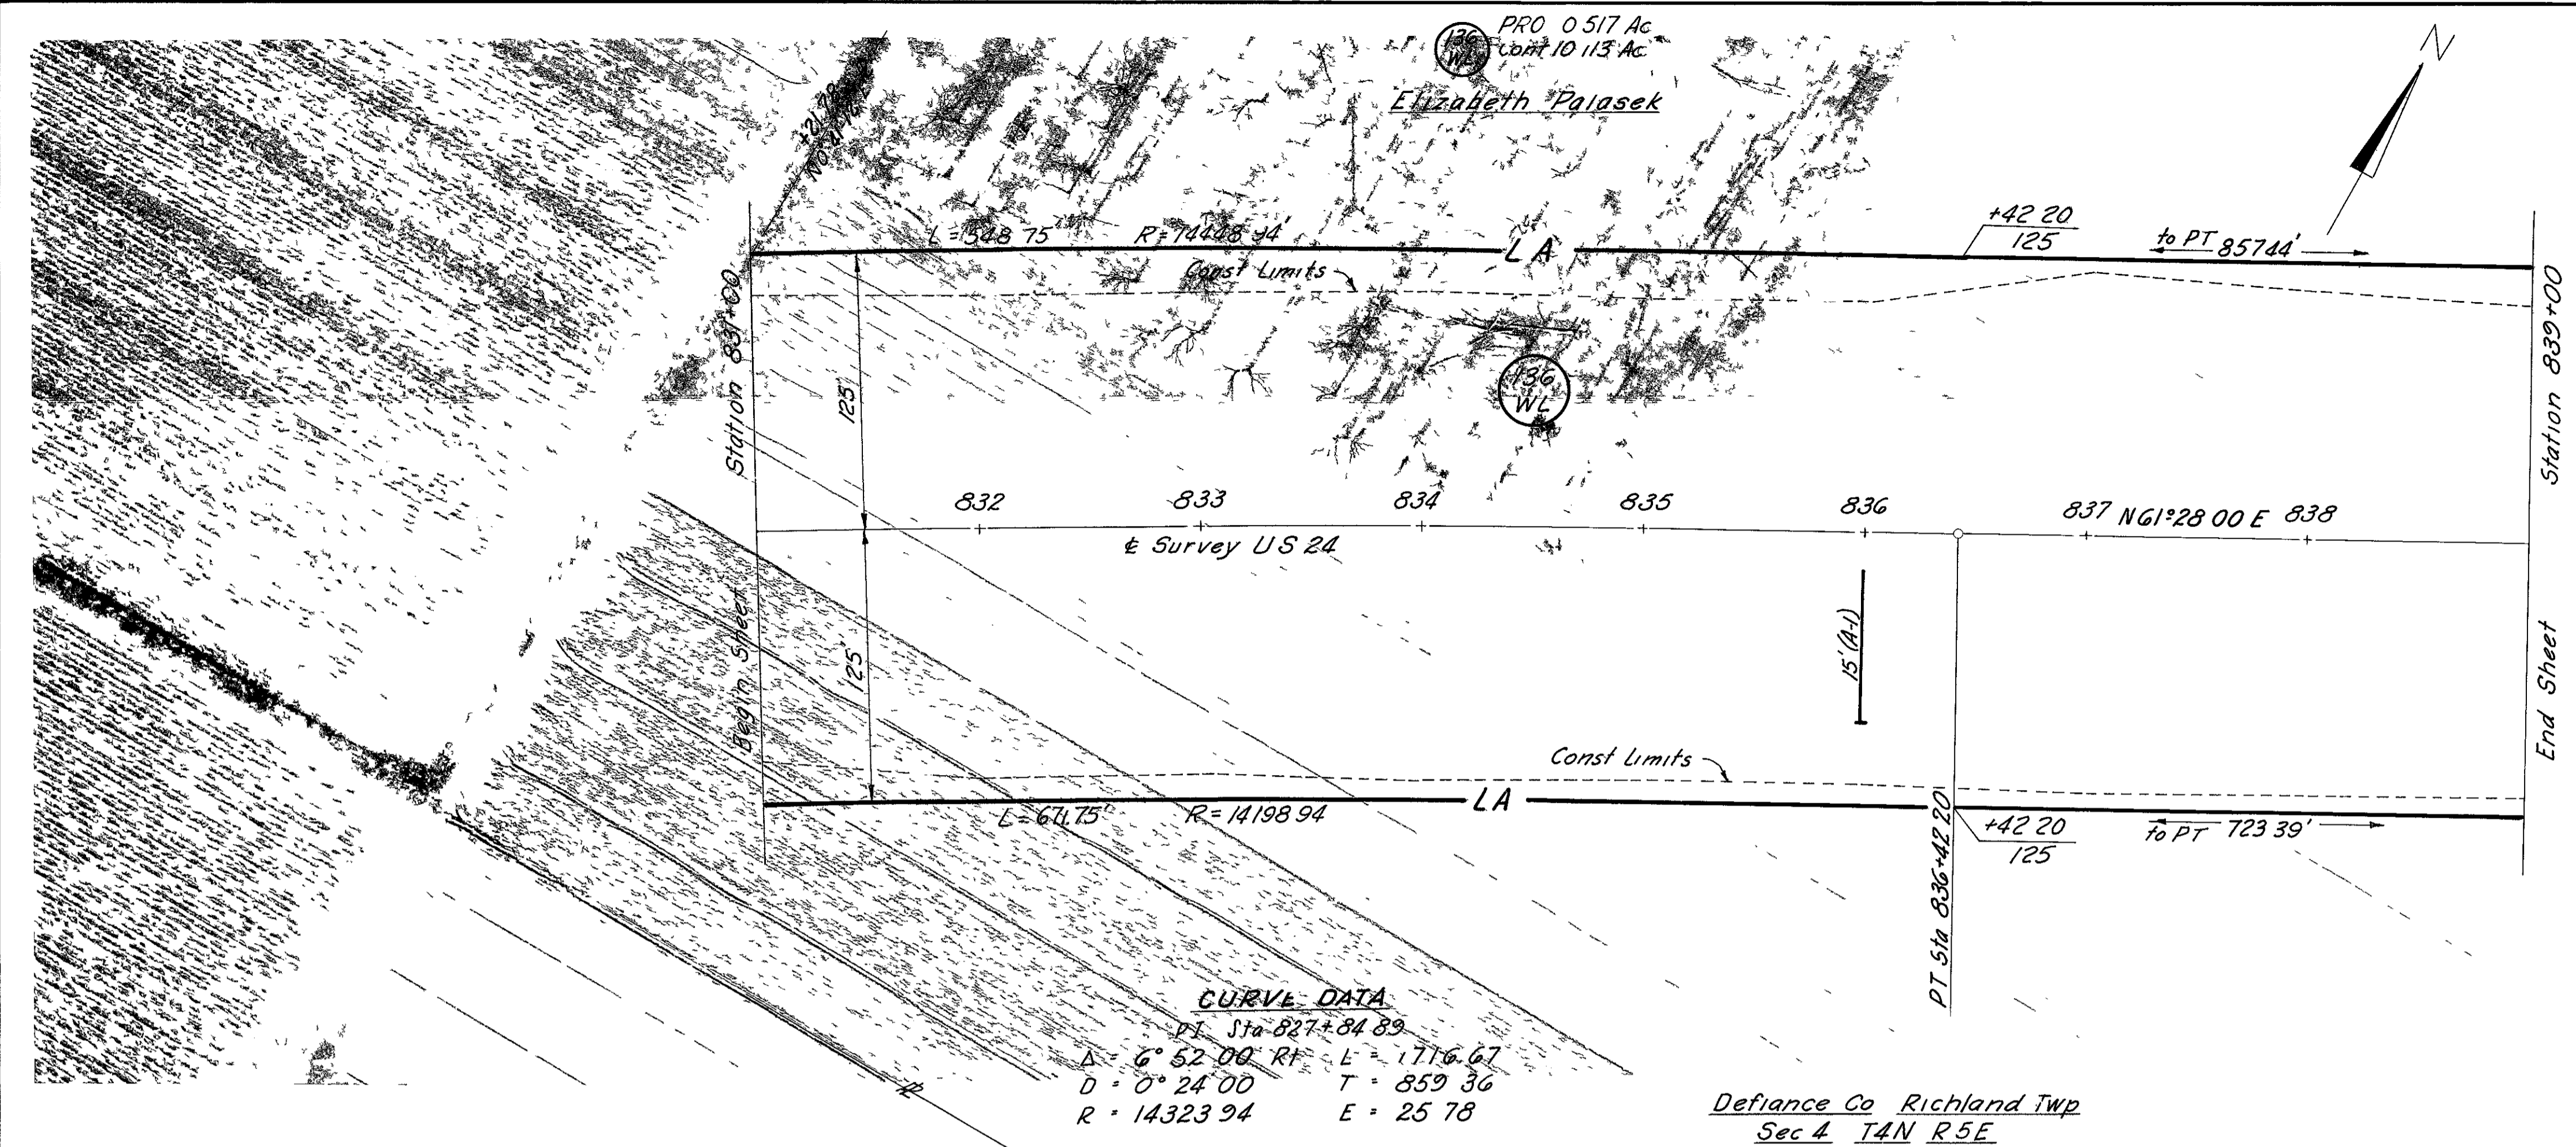 136
WL
PRO 0 517 Ac
cont 10 113 Ac
Elizabeth Palasek
N
+42 20
125
to PT 857 44'
L = 548 75' R = 14448 94'
LA
Const Limits
Station 831+00
Station 839+00
125'
136
WL
832 833 834 835 836 837 N61°28 00 E 838
℄ Survey US 24
15'(A-1)
125'
Begin Sheet
End Sheet
Const Limits
LA
L = 671.75' R = 14198 94
+42 20
125
to PT 723 39'
PT Sta 836+42 20
CURVE DATA
PI Sta 827+84 89
Δ = 6° 52 00 Rt L = 1716.67
D = 0° 24 00 T = 859 36
R = 14323 94 E = 25 78
Defiance Co Richland Twp
Sec 4 T4N R5E